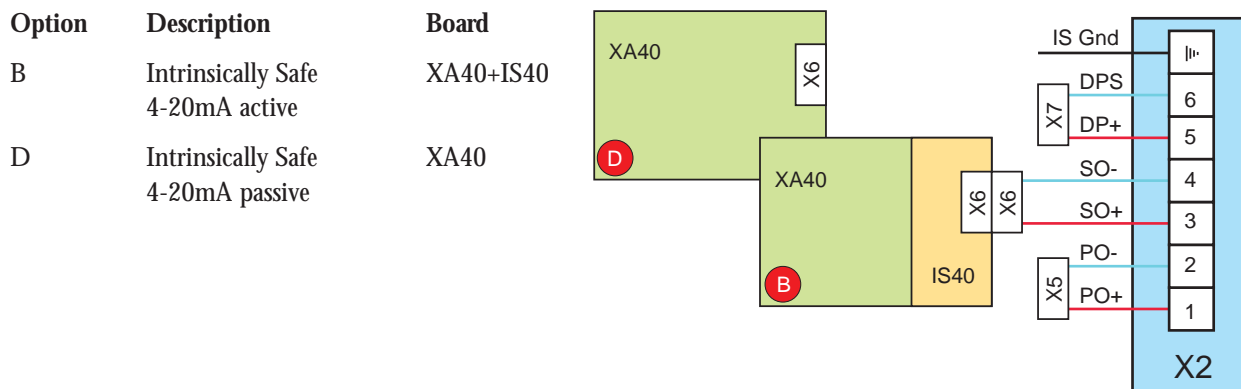 Option Description Board
B Intrinsically Safe XA40+IS40
4-20mA active
D Intrinsically Safe XA40
4-20mA passive
XA40
X6
D
XA40
X6
X6
IS40
B
IS Gnd
DPS
6
X7
DP+
5
SO-
4
SO+
3
PO-
2
X5
PO+
1
X2